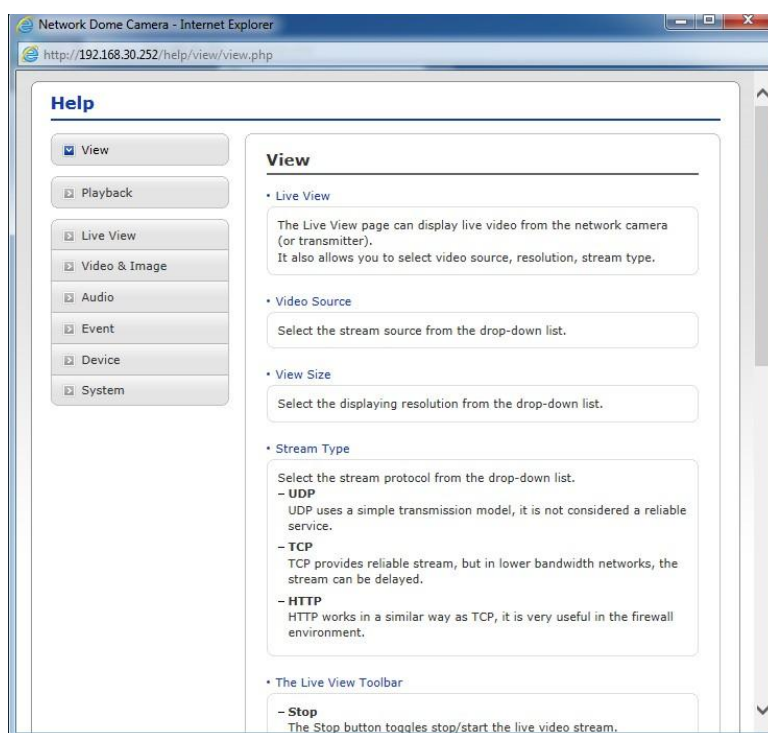 Network Dome Camera - Internet Explorer
http://192.168.30.252/help/view/view.php
Help
View
Playback
Live View
Video & Image
Audio
Event
Device
System
View
• Live View
The Live View page can display live video from the network camera
(or transmitter).
It also allows you to select video source, resolution, stream type.
• Video Source
Select the stream source from the drop-down list.
• View Size
Select the displaying resolution from the drop-down list.
• Stream Type
Select the stream protocol from the drop-down list.
– UDP
UDP uses a simple transmission model, it is not considered a reliable
service.
– TCP
TCP provides reliable stream, but in lower bandwidth networks, the
stream can be delayed.
– HTTP
HTTP works in a similar way as TCP, it is very useful in the firewall
environment.
• The Live View Toolbar
– Stop
The Stop button toggles stop/start the live video stream.